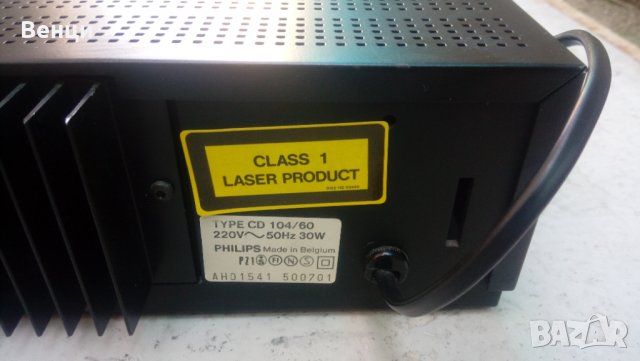 Венци
CLASS 1
LASER PRODUCT
TYPE CD 104/60
220V~50Hz 30W
PHILIPS Made in Belgium
AH01541 500701
BAZAR.bg